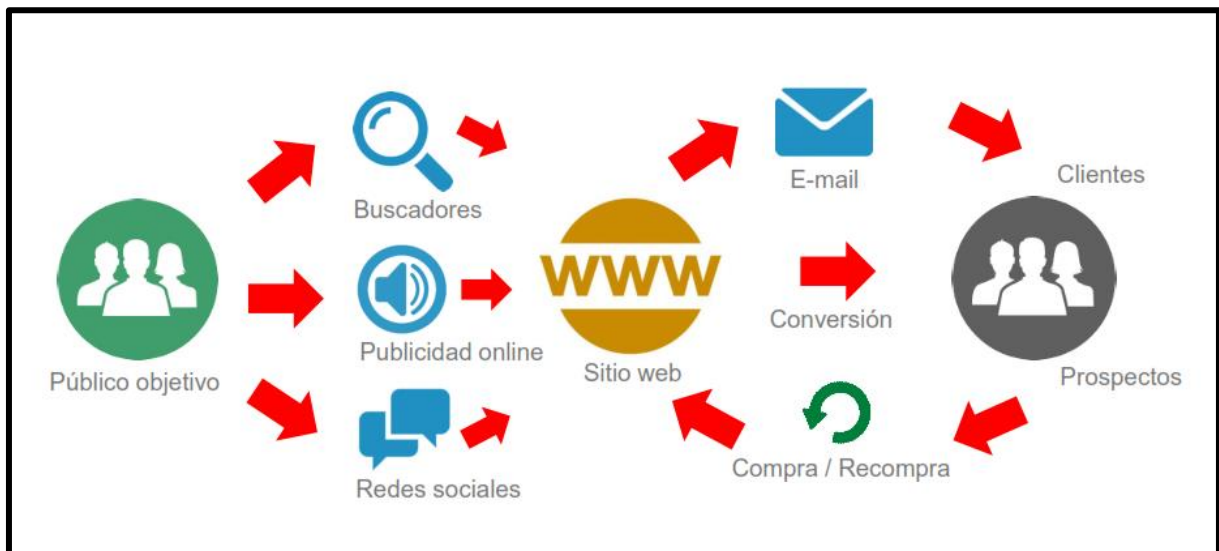 Buscadores
E-mail
Clientes
www
Publicidad online
Conversión
Público objetivo
Sitio web
Prospectos
Compra / Recompra
Redes sociales